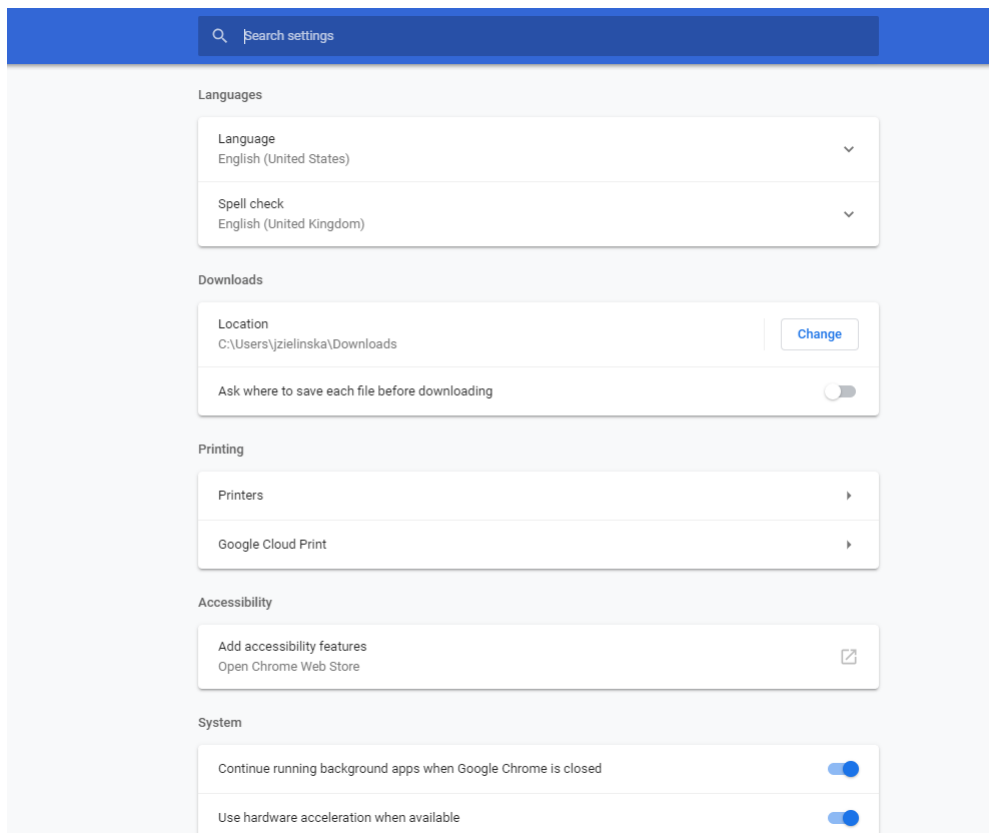 Search settings
Languages
Language
English (United States)
Spell check
English (United Kingdom)
Downloads
Location
C:\Users\jzielinska\Downloads
Change
Ask where to save each file before downloading
Printing
Printers
Google Cloud Print
Accessibility
Add accessibility features
Open Chrome Web Store
System
Continue running background apps when Google Chrome is closed
Use hardware acceleration when available